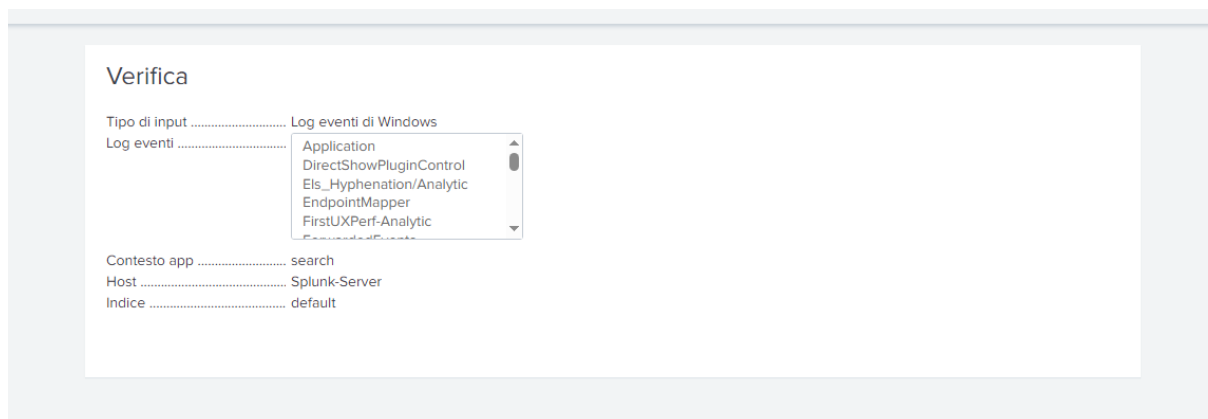 Verifica
Tipo di input ............................ Log eventi di Windows
Log eventi ................................ Application
DirectShowPluginControl
Els_Hyphenation/Analytic
EndpointMapper
FirstUXPerf-Analytic
ForwardedEvents
Contesto app .......................... search
Host ........................................... Splunk-Server
Indice ........................................ default